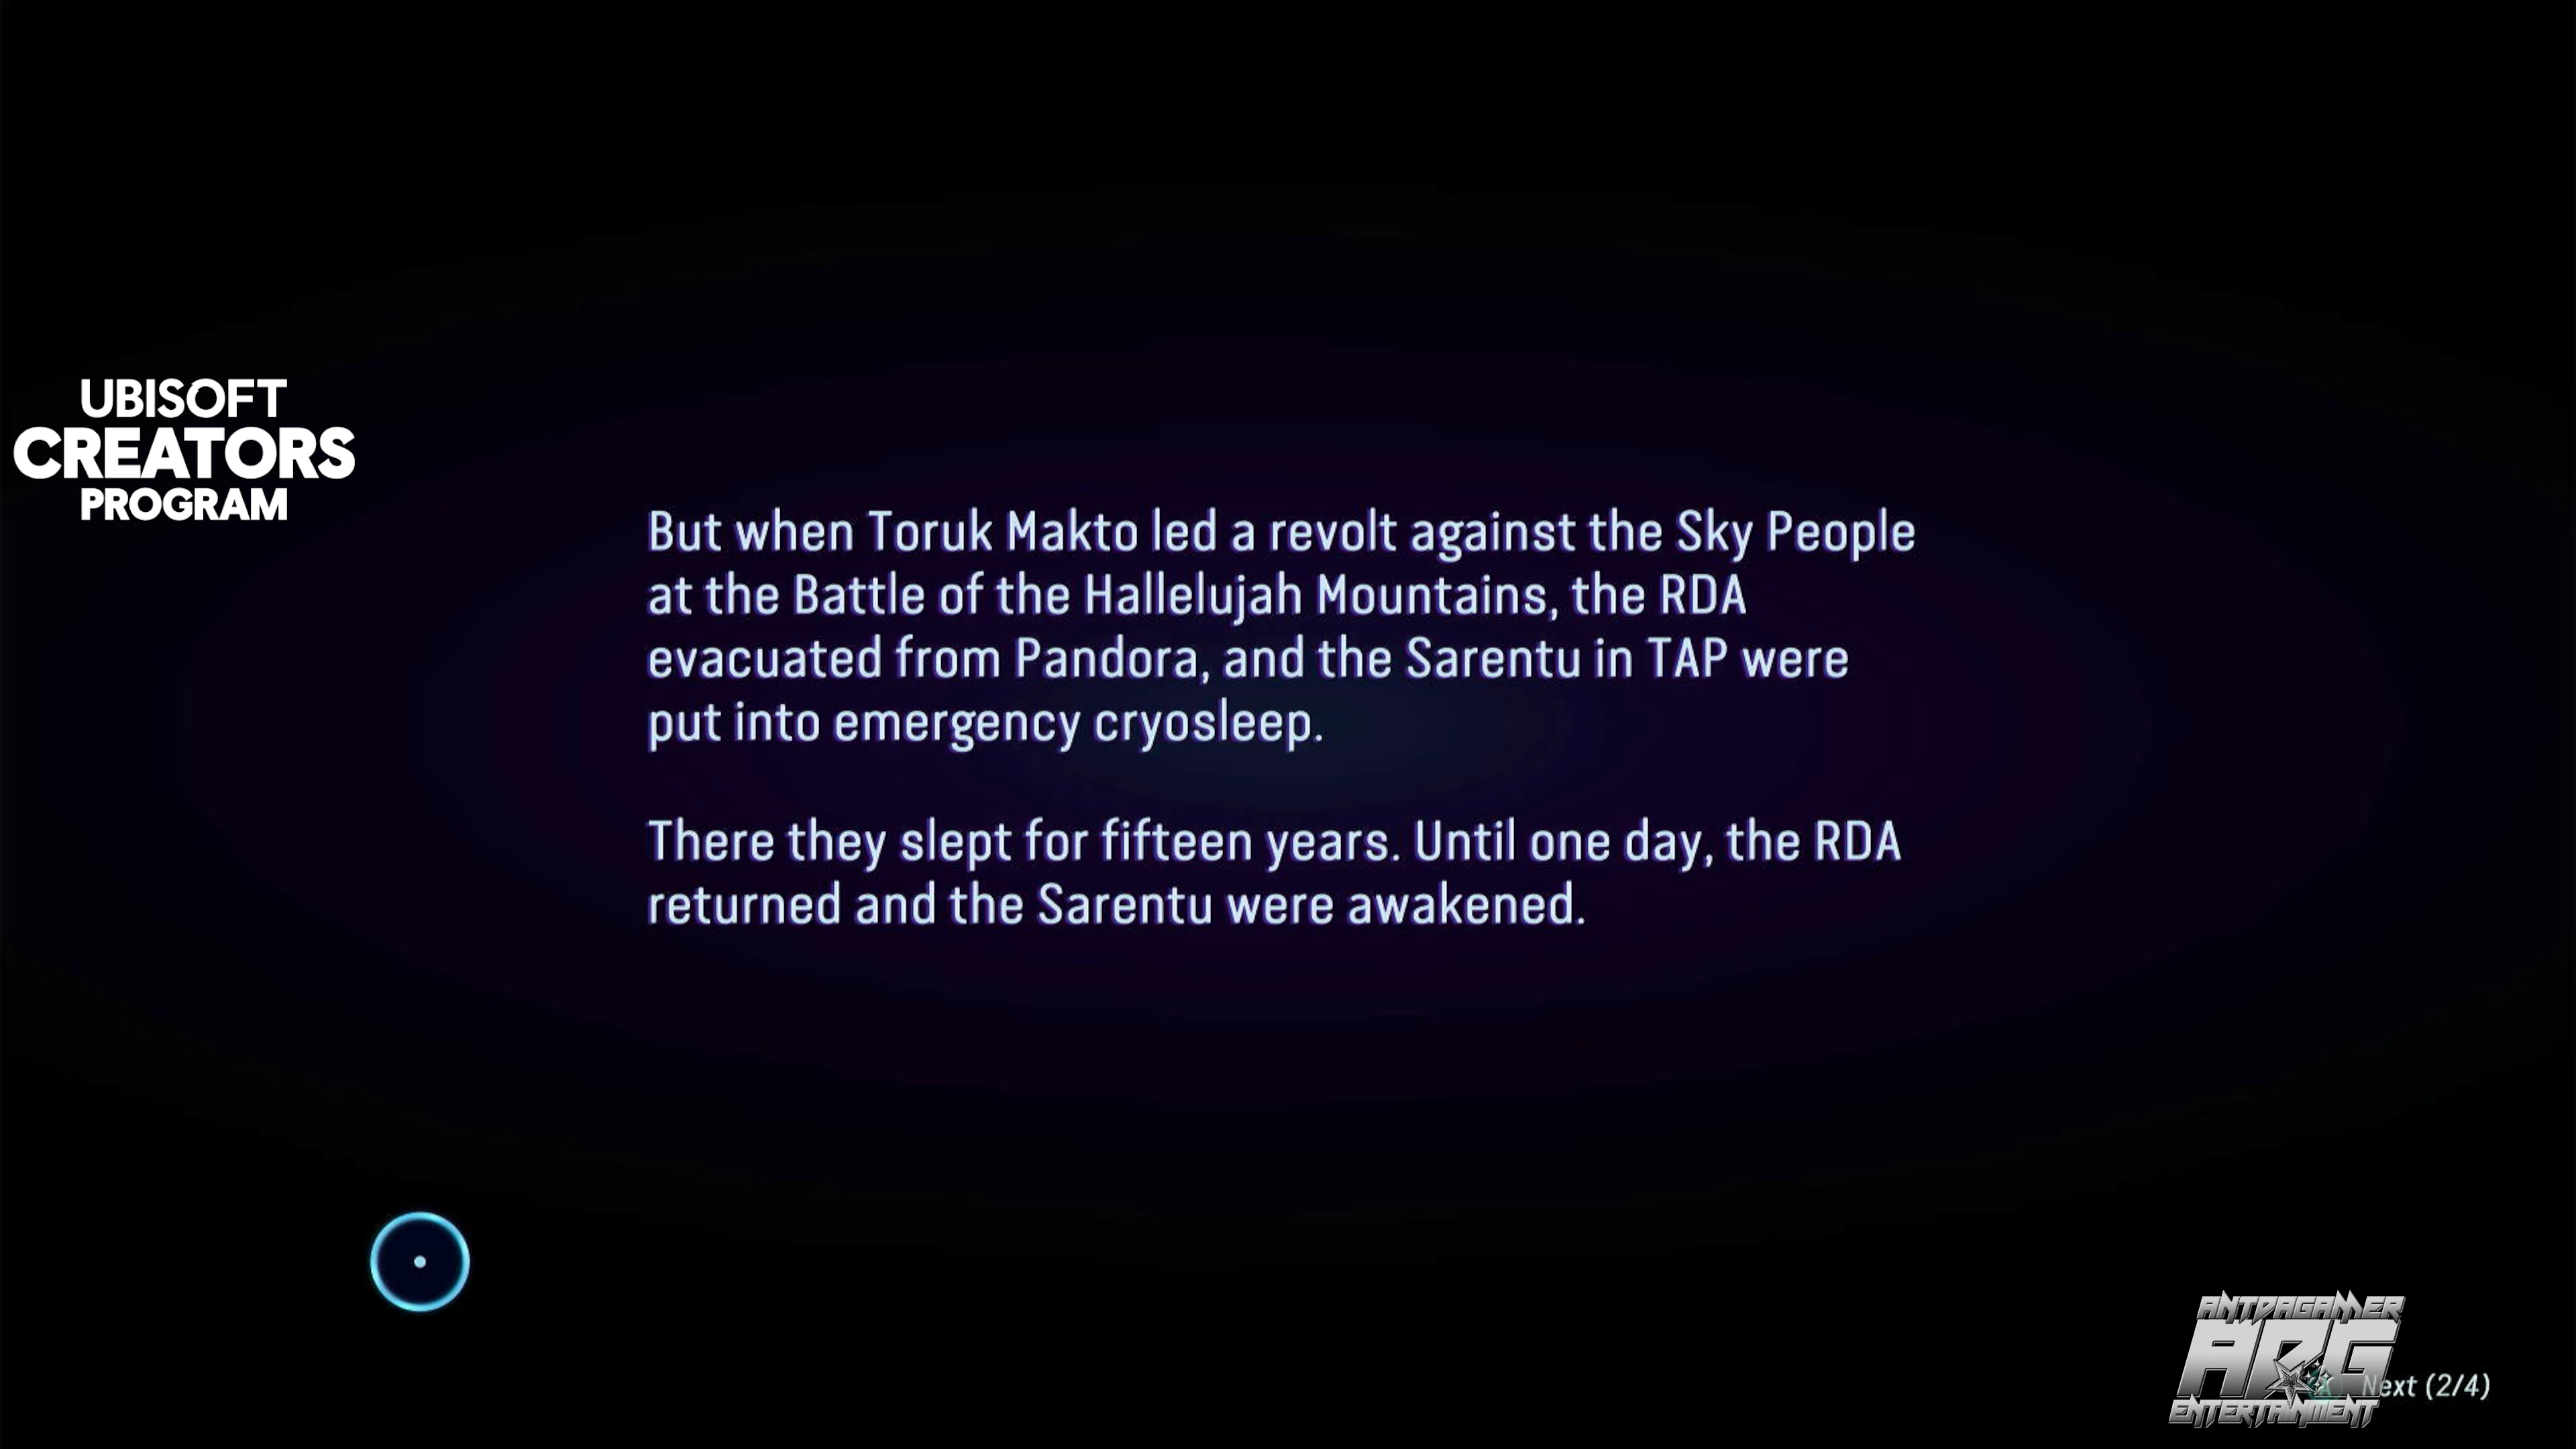 UBISOFT
CREATORS
PROGRAM
But when Toruk Makto led a revolt against the Sky People
at the Battle of the Hallelujah Mountains, the RDA
evacuated from Pandora, and the Sarentu in TAP were
put into emergency cryosleep.
There they slept for fifteen years. Until one day, the RDA
returned and the Sarentu were awakened.
ANTDAGAMER
ADG
ENTERTAINMENT
Next (2/4)